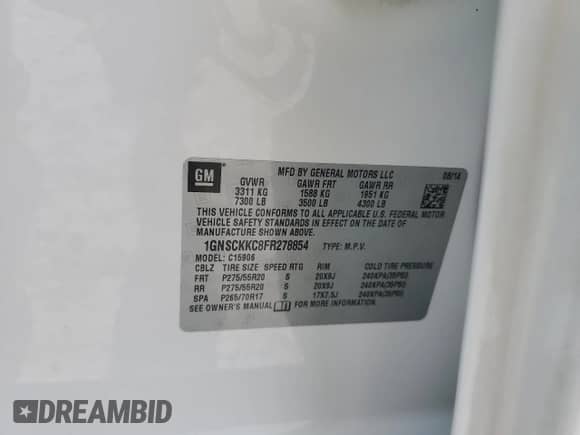 GM
MFD BY GENERAL MOTORS LLC 08/14
GVWR GAWR FRT GAWR RR
3311 KG 1588 KG 1951 KG
7300 LB 3500 LB 4300 LB
THIS VEHICLE CONFORMS TO ALL APPLICABLE U.S. FEDERAL MOTOR
VEHICLE SAFETY STANDARDS IN EFFECT ON THE DATE OF
MANUFACTURE SHOWN ABOVE.
1GNSCKKC8FR278854 TYPE: M.P.V.
MODEL: C15906
CBLZ TIRE SIZE SPEED RTG RIM COLD TIRE PRESSURE
FRT P275/55R20 S 20X9J 240KPA(35PSI)
RR P275/55R20 S 20X9J 240KPA(35PSI)
SPA P265/70R17 S 17X7.5J 240KPA(35PSI)
SEE OWNER'S MANUAL FOR MORE INFORMATION.
DREAMBID